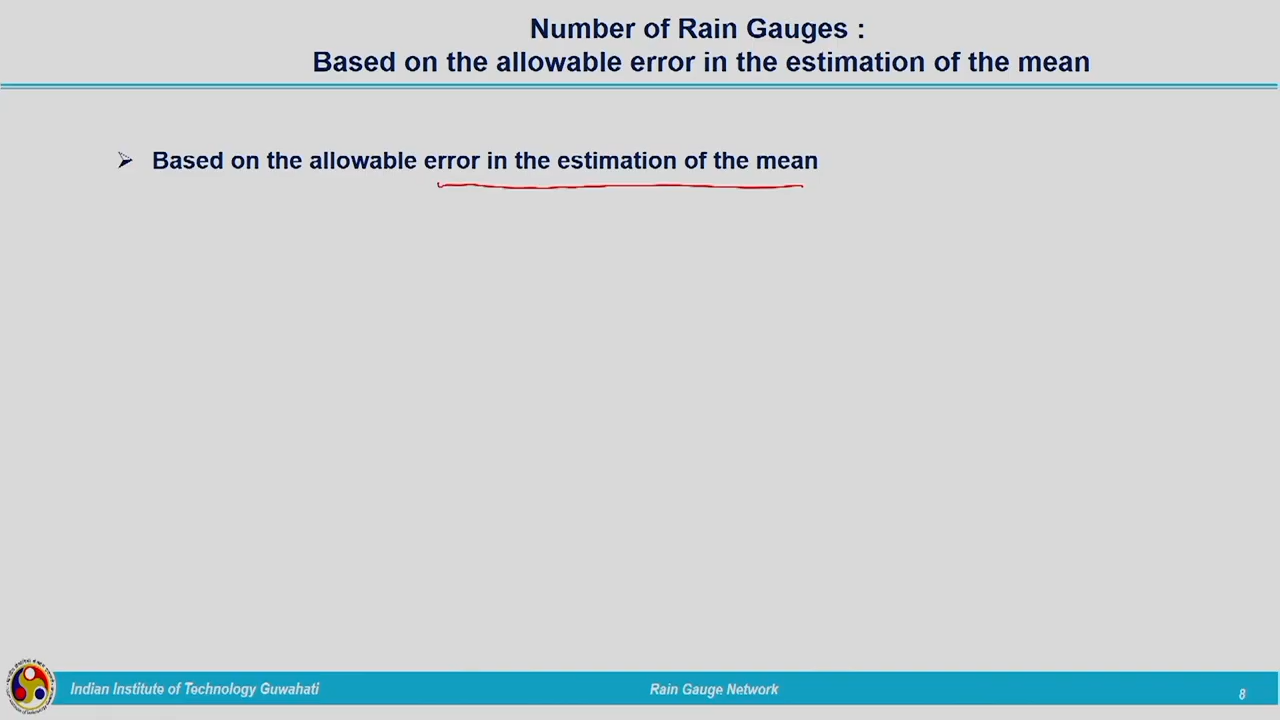 Number of Rain Gauges :
Based on the allowable error in the estimation of the mean
➢ Based on the allowable error in the estimation of the mean
Indian Institute of Technology Guwahati
Rain Gauge Network
8